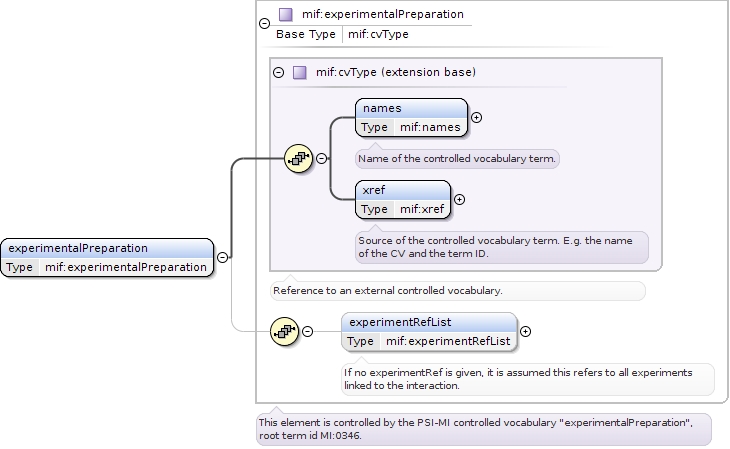 mif:experimentalPreparation
Base Type mif:cvType
mif:cvType (extension base)
names
Type mif:names
Name of the controlled vocabulary term.
xref
Type mif:xref
Source of the controlled vocabulary term. E.g. the name
of the CV and the term ID.
experimentalPreparation
Type mif:experimentalPreparation
Reference to an external controlled vocabulary.
experimentRefList
Type mif:experimentRefList
If no experimentRef is given, it is assumed this refers to all experiments
linked to the interaction.
This element is controlled by the PSI-MI controlled vocabulary "experimentalPreparation",
root term id MI:0346.